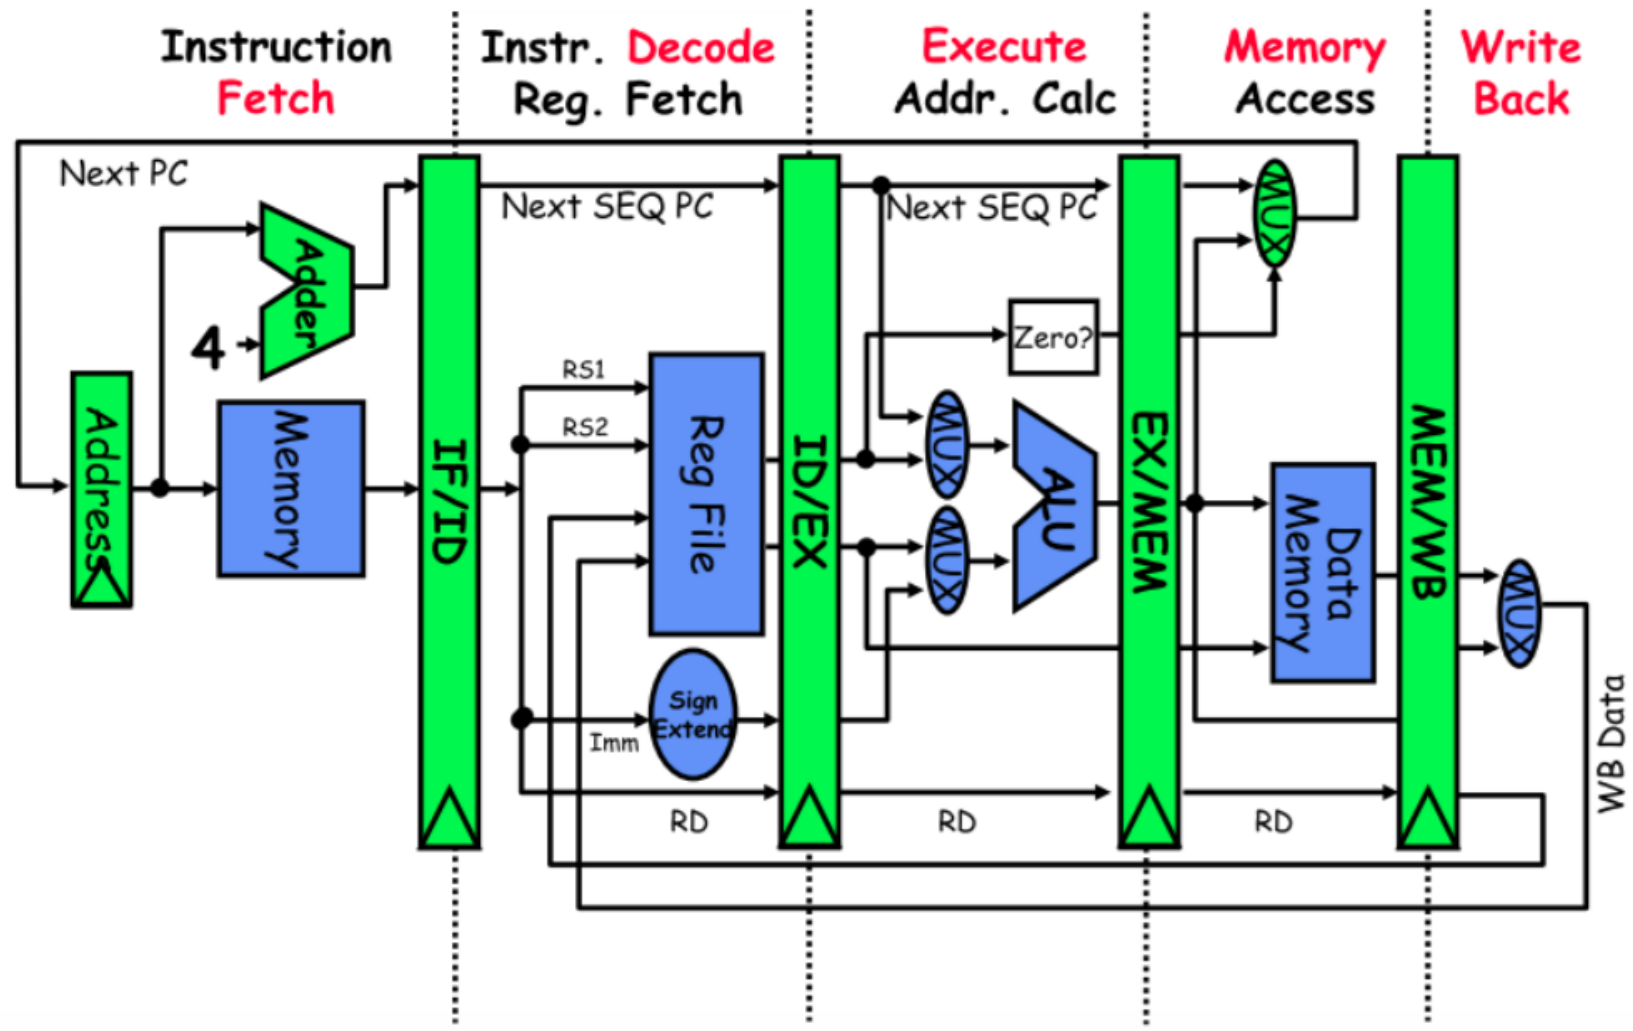 Instruction
Fetch
Instr. Decode
Reg. Fetch
Execute
Addr. Calc
Memory
Access
Write
Back
Next PC
Next SEQ PC
Next SEQ PC
MUX
Adder
4
Zero?
RS1
RS2
Address
Memory
IF/ID
Reg File
ID/EX
MUX
MUX
ALU
EX/MEM
Data
Memory
MEM/WB
MUX
Sign
Extend
Imm
RD
RD
RD
WB Data